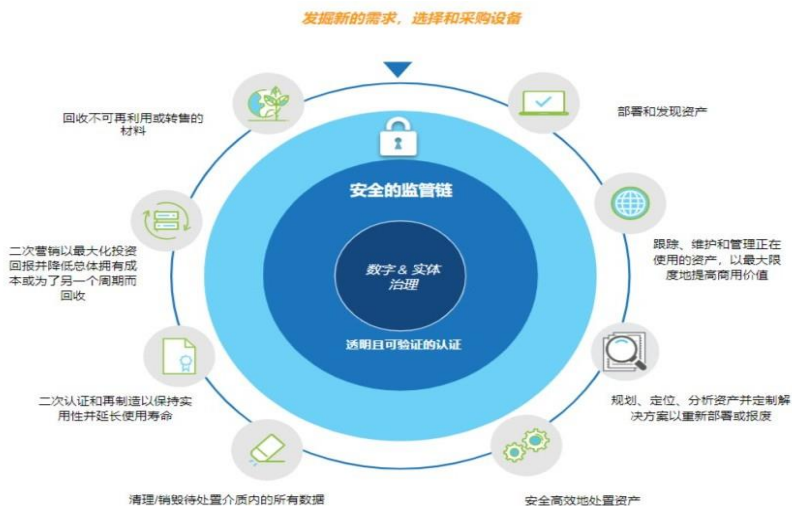 发掘新的需求，选择和采购设备
部署和发现资产
跟踪、维护和管理正在
使用的资产，以最大限
度地提高商用价值
规划、定位、分析资产并定制解
决方案以重新部署或报废
安全高效地处置资产
清理/销毁待处置介质内的所有数据
二次认证和再制造以保持实
用性并延长使用寿命
二次营销以最大化投资
回报并降低总体拥有成
本或为了另一个周期而
回收
回收不可再利用或转售的
材料
安全的监管链
数字 & 实体
治理
透明且可验证的认证